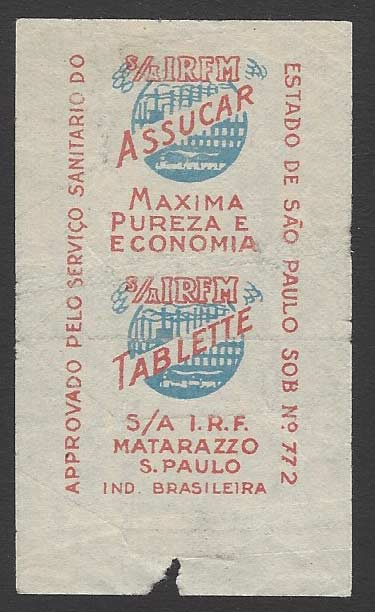 APPROVADO PELO SERVIÇO SANITARIO DO
S/A IRFM
ASSUCAR
MAXIMA
PUREZA E
ECONOMIA
S/A IRFM
TABLETTE
S/A I.R.F.
MATARAZZO
S. PAULO
IND. BRASILEIRA
ESTADO DE SÃO PAULO SOB Nº 772